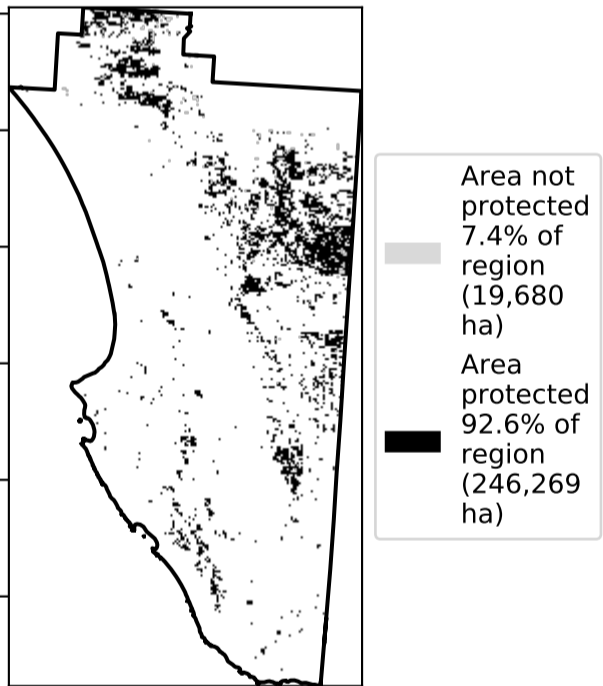 Area not
protected
7.4% of
region
(19,680
ha)
Area
protected
92.6% of
region
(246,269
ha)